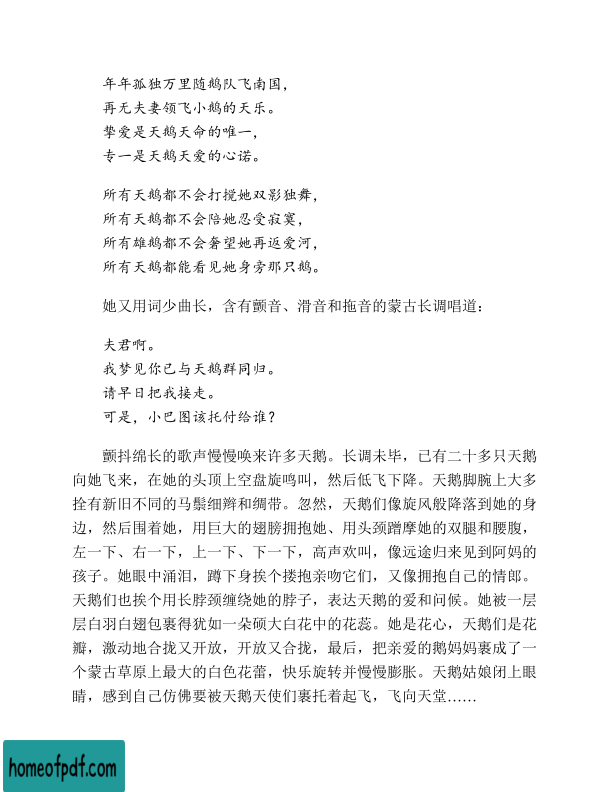 年年孤独万里随鹅队飞南国，
再无夫妻领飞小鹅的天乐。
挚爱是天鹅天命的唯一，
专一是天鹅天爱的心诺。
所有天鹅都不会打搅她双影独舞，
所有天鹅都不会陪她忍受寂寞，
所有雄鹅都不会奢望她再返爱河，
所有天鹅都能看见她身旁那只鹅。
她又用词少曲长，含有颤音、滑音和拖音的蒙古长调唱道：
夫君啊。
我梦见你已与天鹅群同归。
请早日把我接走。
可是，小巴图该托付给谁？
颤抖绵长的歌声慢慢唤来许多天鹅。长调未毕，已有二十多只天鹅
向她飞来，在她的头顶上空盘旋鸣叫，然后低飞下降。天鹅脚腕上大多
拴有新旧不同的马鬃细辫和绸带。忽然，天鹅们像旋风般降落到她的身
边，然后围着她，用巨大的翅膀拥抱她、用头颈蹭摩她的双腿和腰腹，
左一下、右一下，上一下、下一下，高声欢叫，像远途归来见到阿妈的
孩子。她眼中涌泪，蹲下身挨个搂抱亲吻它们，又像拥抱自己的情郎。
天鹅们也挨个用长脖颈缠绕她的脖子，表达天鹅的爱和问候。她被一层
层白羽白翅包裹得犹如一朵硕大白花中的花蕊。她是花心，天鹅们是花
瓣，激动地合拢又开放，开放又合拢，最后，把亲爱的鹅妈妈裹成了一
个蒙古草原上最大的白色花蕾，快乐旋转并慢慢膨胀。天鹅姑娘闭上眼
睛，感到自己仿佛要被天鹅天使们裹托着起飞，飞向天堂……
homeofpdf.com